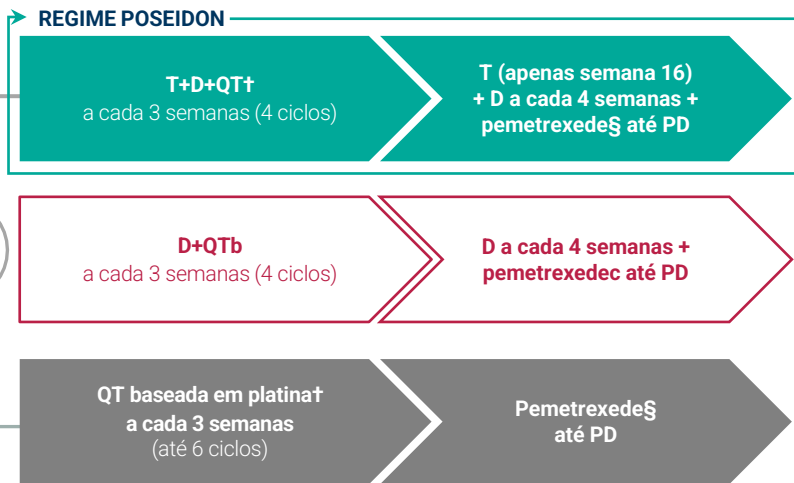 REGIME POSEIDON
T+D+QT†
a cada 3 semanas (4 ciclos)
T (apenas semana 16)
+ D a cada 4 semanas +
pemetrexede§ até PD
D+QTb
a cada 3 semanas (4 ciclos)
D a cada 4 semanas +
pemetrexedec até PD
QT baseada em platina†
a cada 3 semanas
(até 6 ciclos)
Pemetrexede§
até PD